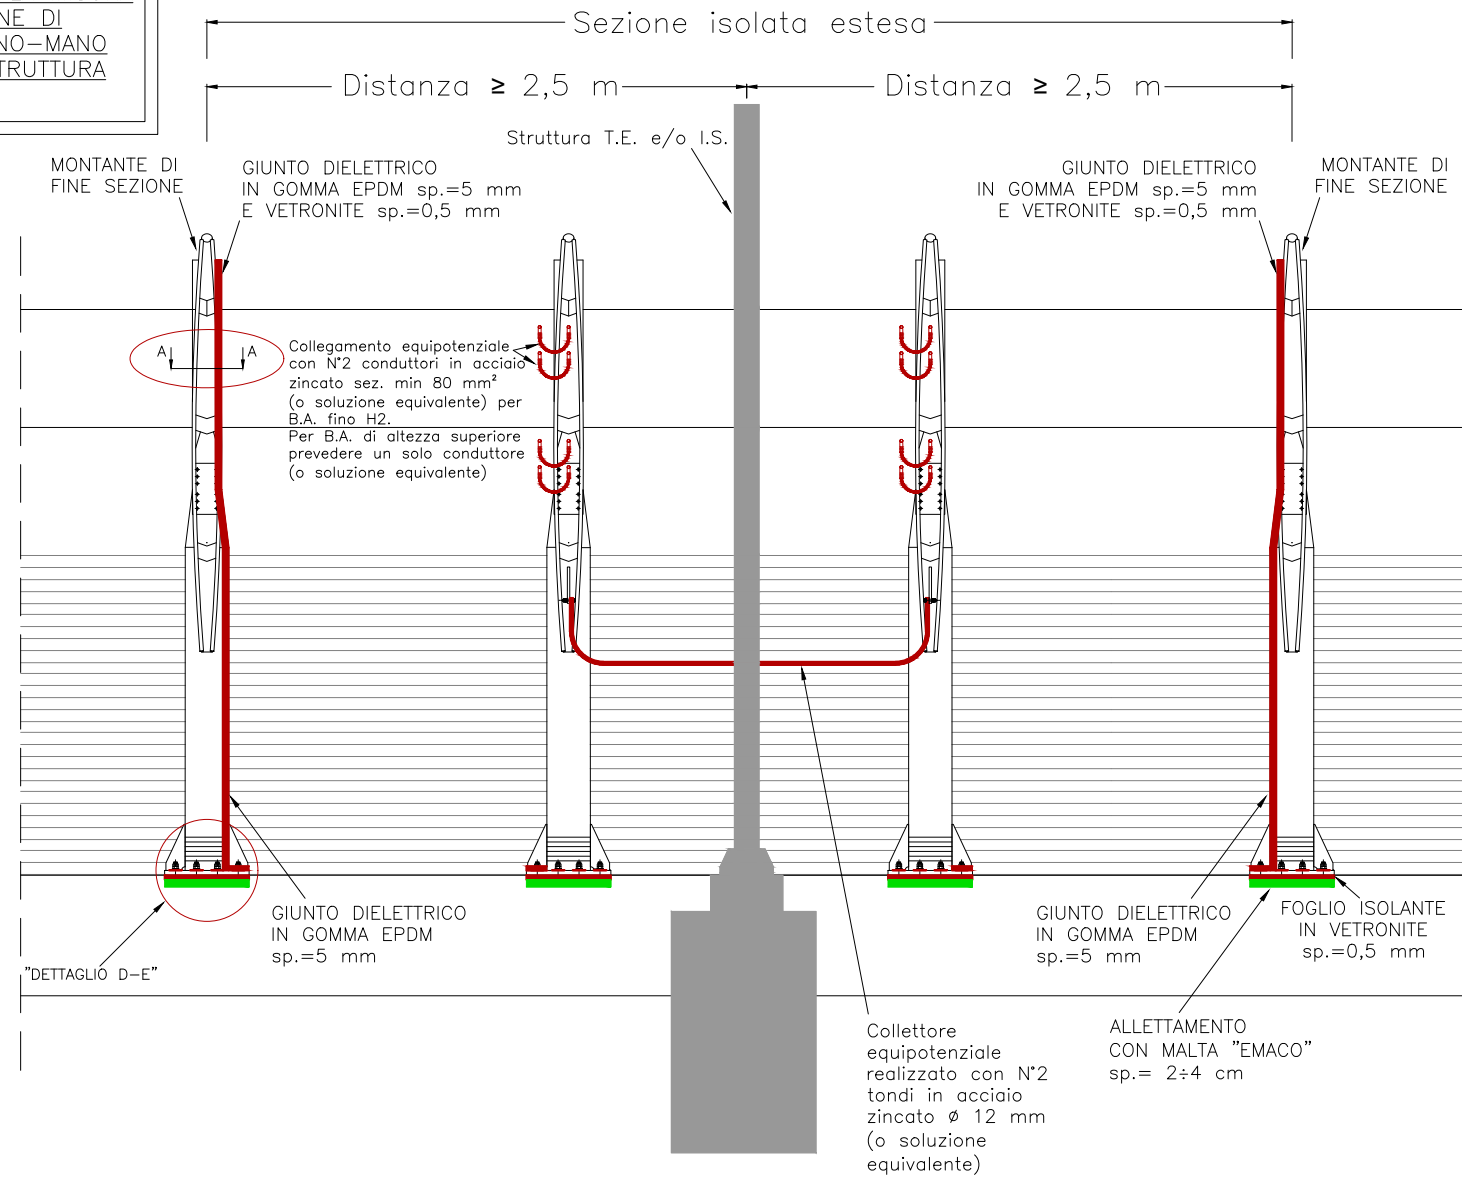 NE DI
NO-MANO
TRUTTURA
Sezione isolata estesa
Distanza ≥ 2,5 m
Distanza ≥ 2,5 m
Struttura T.E. e/o I.S.
MONTANTE DI
FINE SEZIONE
GIUNTO DIELETTRICO
IN GOMMA EPDM sp.=5 mm
E VETRONITE sp.=0,5 mm
GIUNTO DIELETTRICO
IN GOMMA EPDM sp.=5 mm
E VETRONITE sp.=0,5 mm
MONTANTE DI
FINE SEZIONE
A
A
Collegamento equipotenziale
con N°2 conduttori in acciaio
zincato sez. min 80 mm²
(o soluzione equivalente) per
B.A. fino H2.
Per B.A. di altezza superiore
prevedere un solo conduttore
(o soluzione equivalente)
GIUNTO DIELETTRICO
IN GOMMA EPDM
sp.=5 mm
"DETTAGLIO D-E"
GIUNTO DIELETTRICO
IN GOMMA EPDM
sp.=5 mm
FOGLIO ISOLANTE
IN VETRONITE
sp.=0,5 mm
Collettore
equipotenziale
realizzato con N°2
tondi in acciaio
zincato ø 12 mm
(o soluzione
equivalente)
ALLETTAMENTO
CON MALTA "EMACO"
sp.= 2÷4 cm